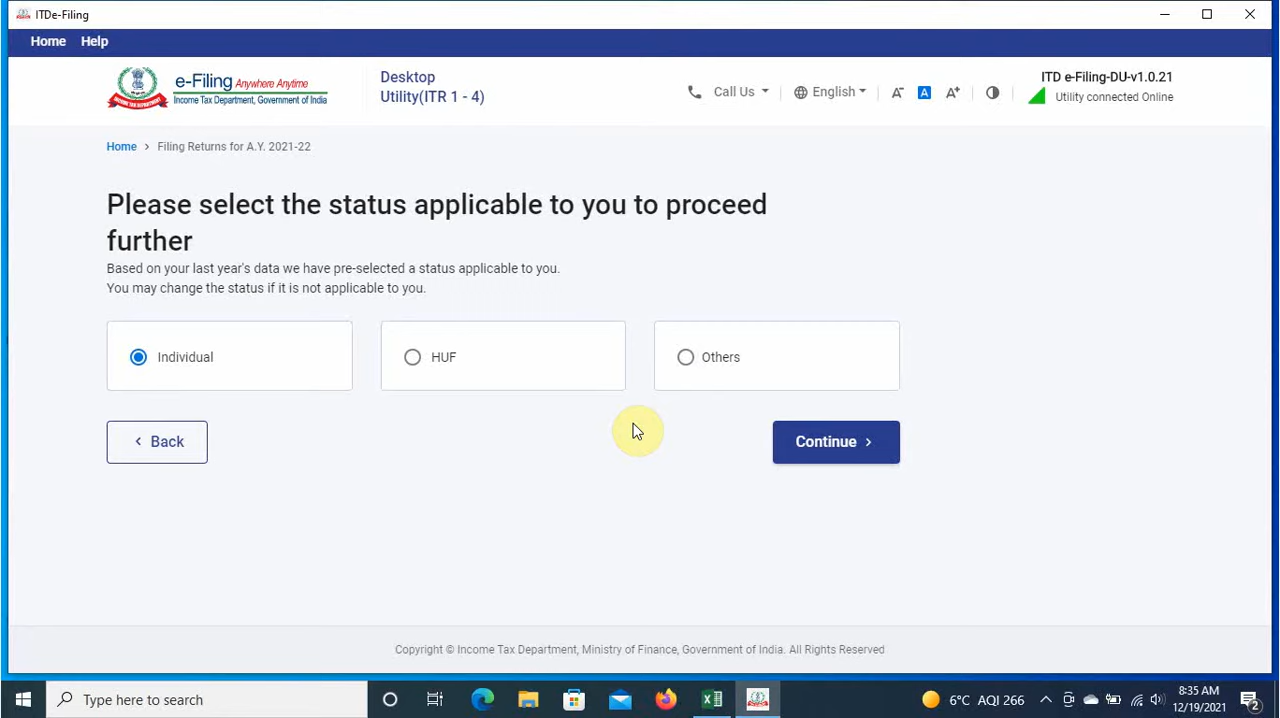 ITDe-Filing
Home Help
e-Filing Anywhere Anytime
Income Tax Department, Government of India
Desktop
Utility(ITR 1 - 4)
Call Us
English
A- A A+
ITD e-Filing-DU-v1.0.21
Utility connected Online
Home > Filing Returns for A.Y. 2021-22
Please select the status applicable to you to proceed
further
Based on your last year's data we have pre-selected a status applicable to you.
You may change the status if it is not applicable to you.
Individual
HUF
Others
< Back
Continue >
Copyright © Income Tax Department, Ministry of Finance, Government of India. All Rights Reserved
Type here to search
6°C AQI 266
8:35 AM
12/19/2021
2